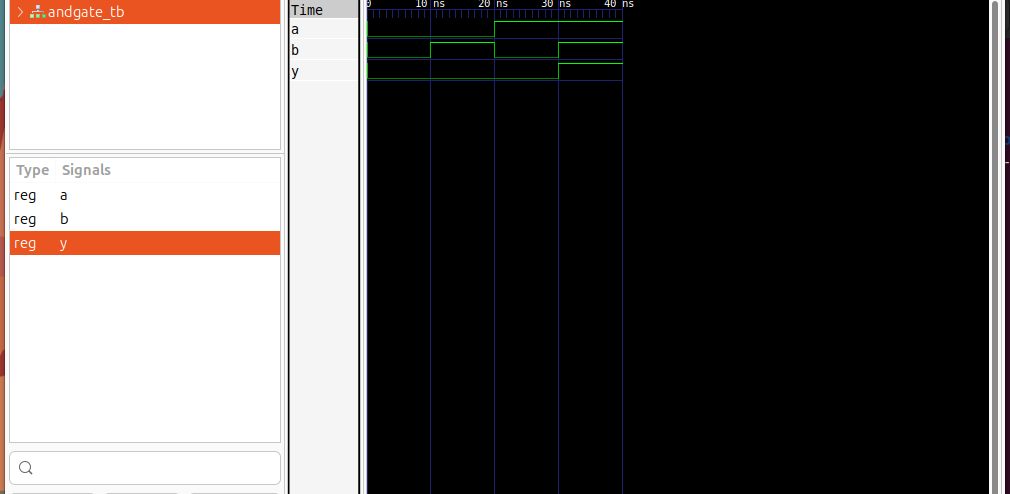 andgate_tb
Type Signals
reg a
reg b
reg y
Time
a
b
y
0 10 ns 20 ns 30 ns 40 ns